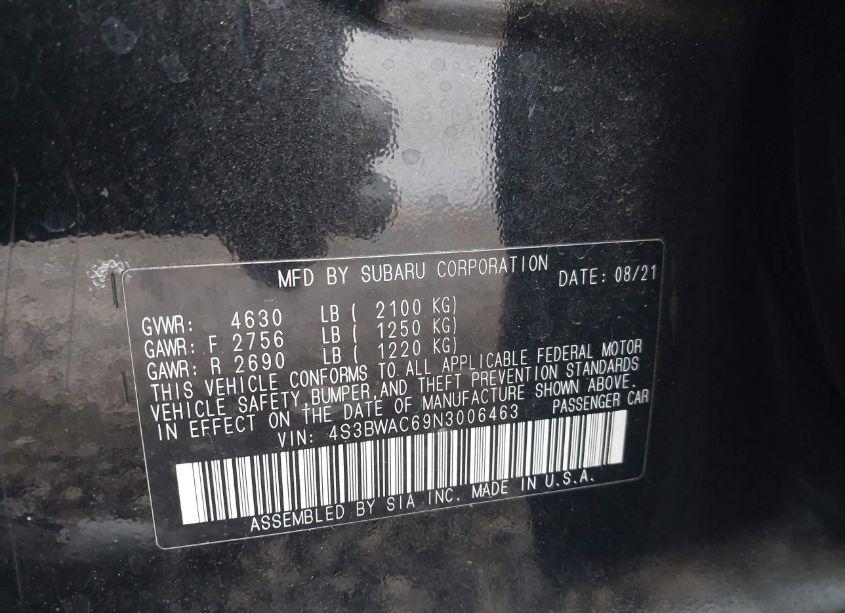 MFD BY SUBARU CORPORATION DATE: 08/21
GVWR: 4630 LB ( 2100 KG)
GAWR: F 2756 LB ( 1250 KG)
GAWR: R 2690 LB ( 1220 KG)
THIS VEHICLE CONFORMS TO ALL APPLICABLE FEDERAL MOTOR
VEHICLE SAFETY,BUMPER,AND THEFT PREVENTION STANDARDS
IN EFFECT ON THE DATE OF MANUFACTURE SHOWN ABOVE.
VIN: 4S3BWAC69N3006463 PASSENGER CAR
ASSEMBLED BY SIA INC. MADE IN U.S.A.